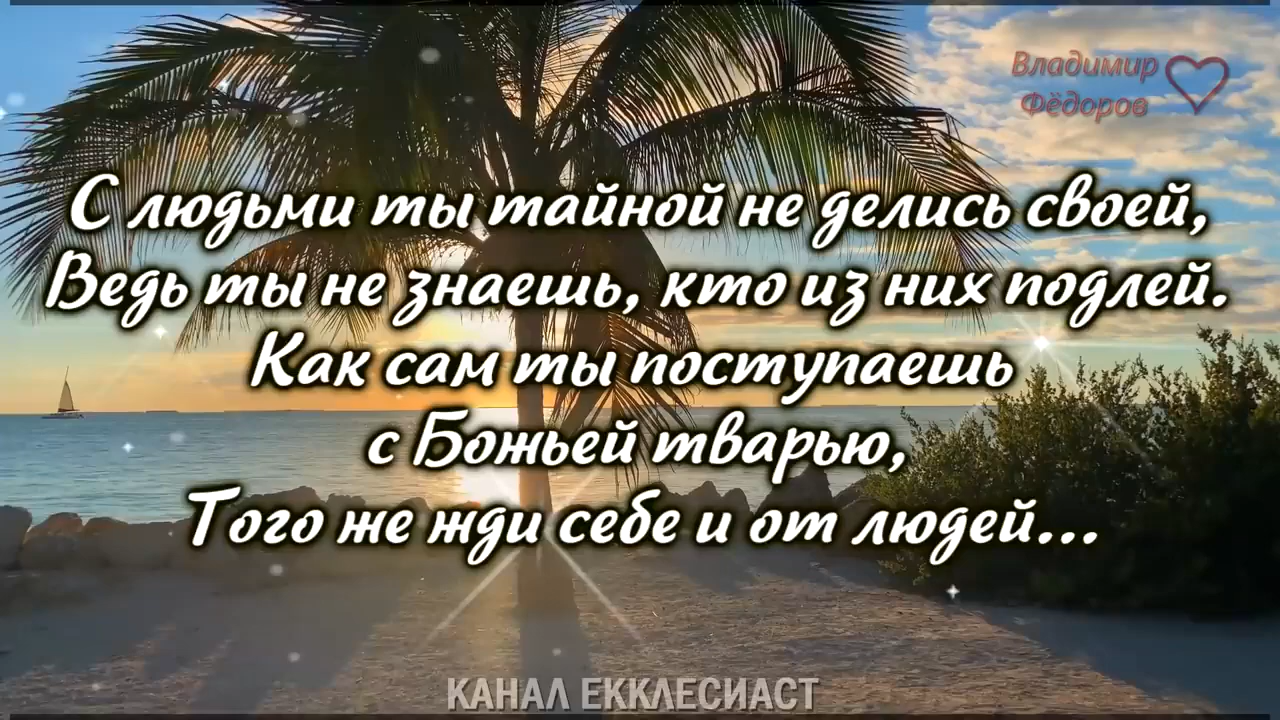 Владимир
Фёдоров
С людьми ты тайной не делись своей,
Ведь ты не знаешь, кто из них подлей.
Как сам ты поступаешь
с Божьей тварью,
Того же жди себе и от людей...
КАНАЛ ЕККЛЕСИАСТ